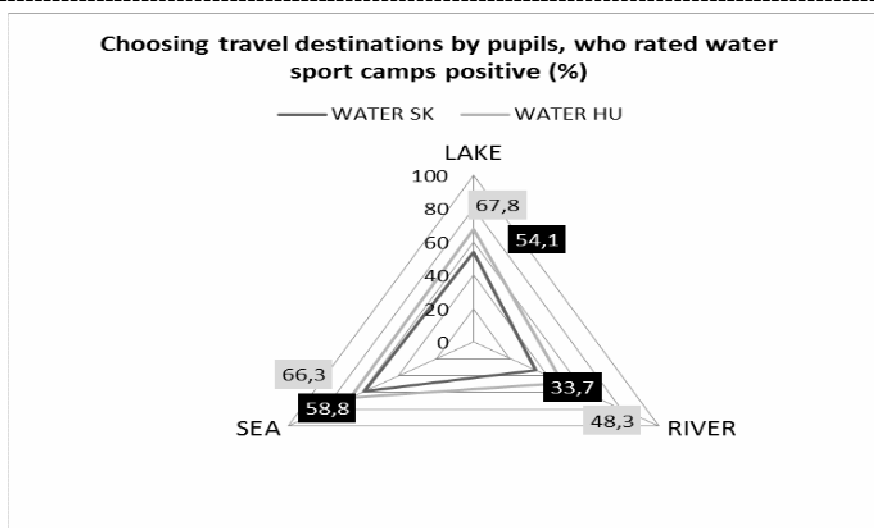 Choosing travel destinations by pupils, who rated water
sport camps positive (%)
WATER SK WATER HU
LAKE
100
67,8
80
54,1
60
40
20
0
66,3
33,7
58,8
48,3
SEA
RIVER